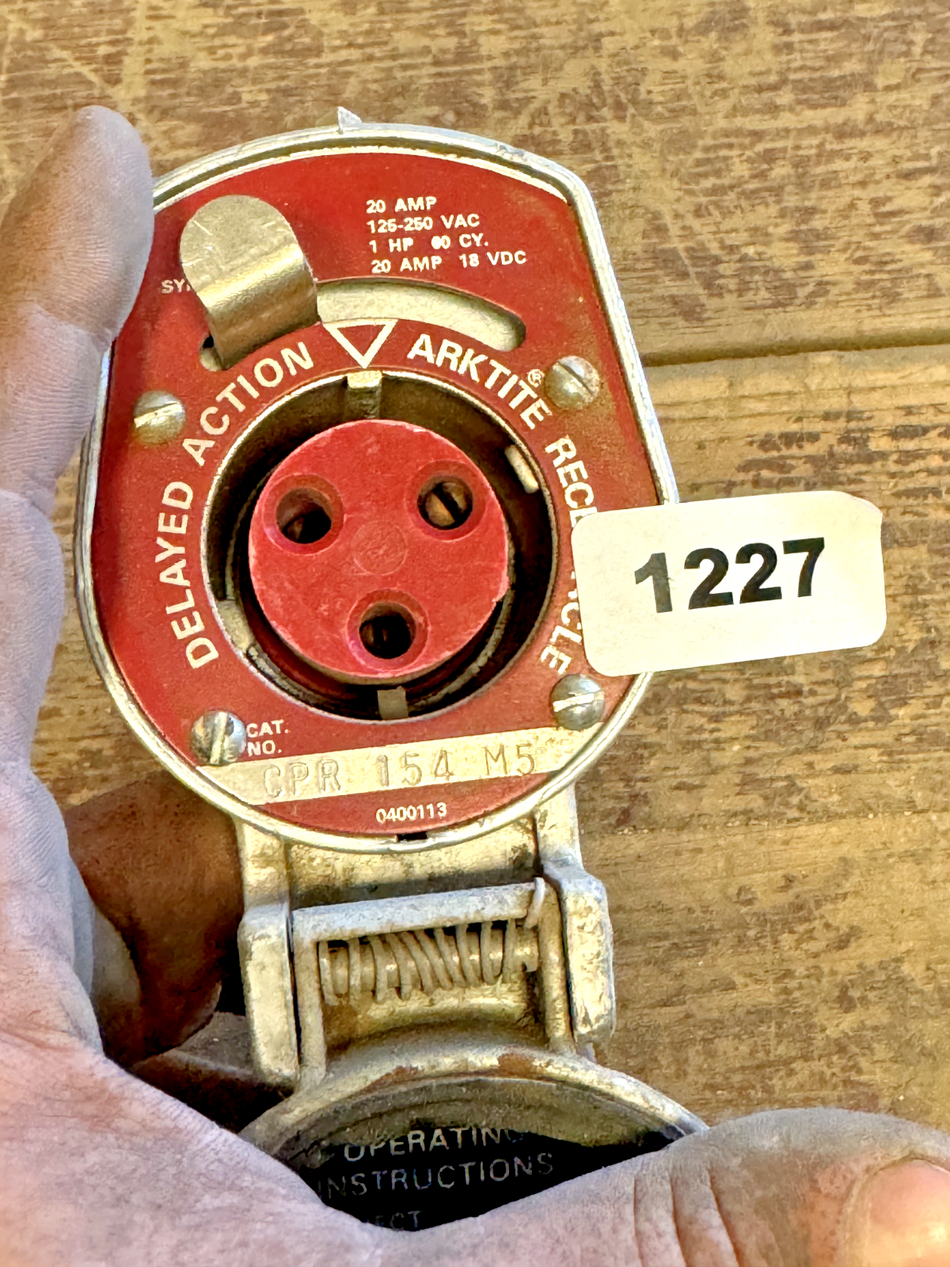 20 AMP
125-250 VAC
1 HP 60 CY.
20 AMP 18 VDC
DELAYED ACTION ARKTITE®
1227
CAT.
NO.
CPR 154 M5
0400113
OPERATING
INSTRUCTIONS